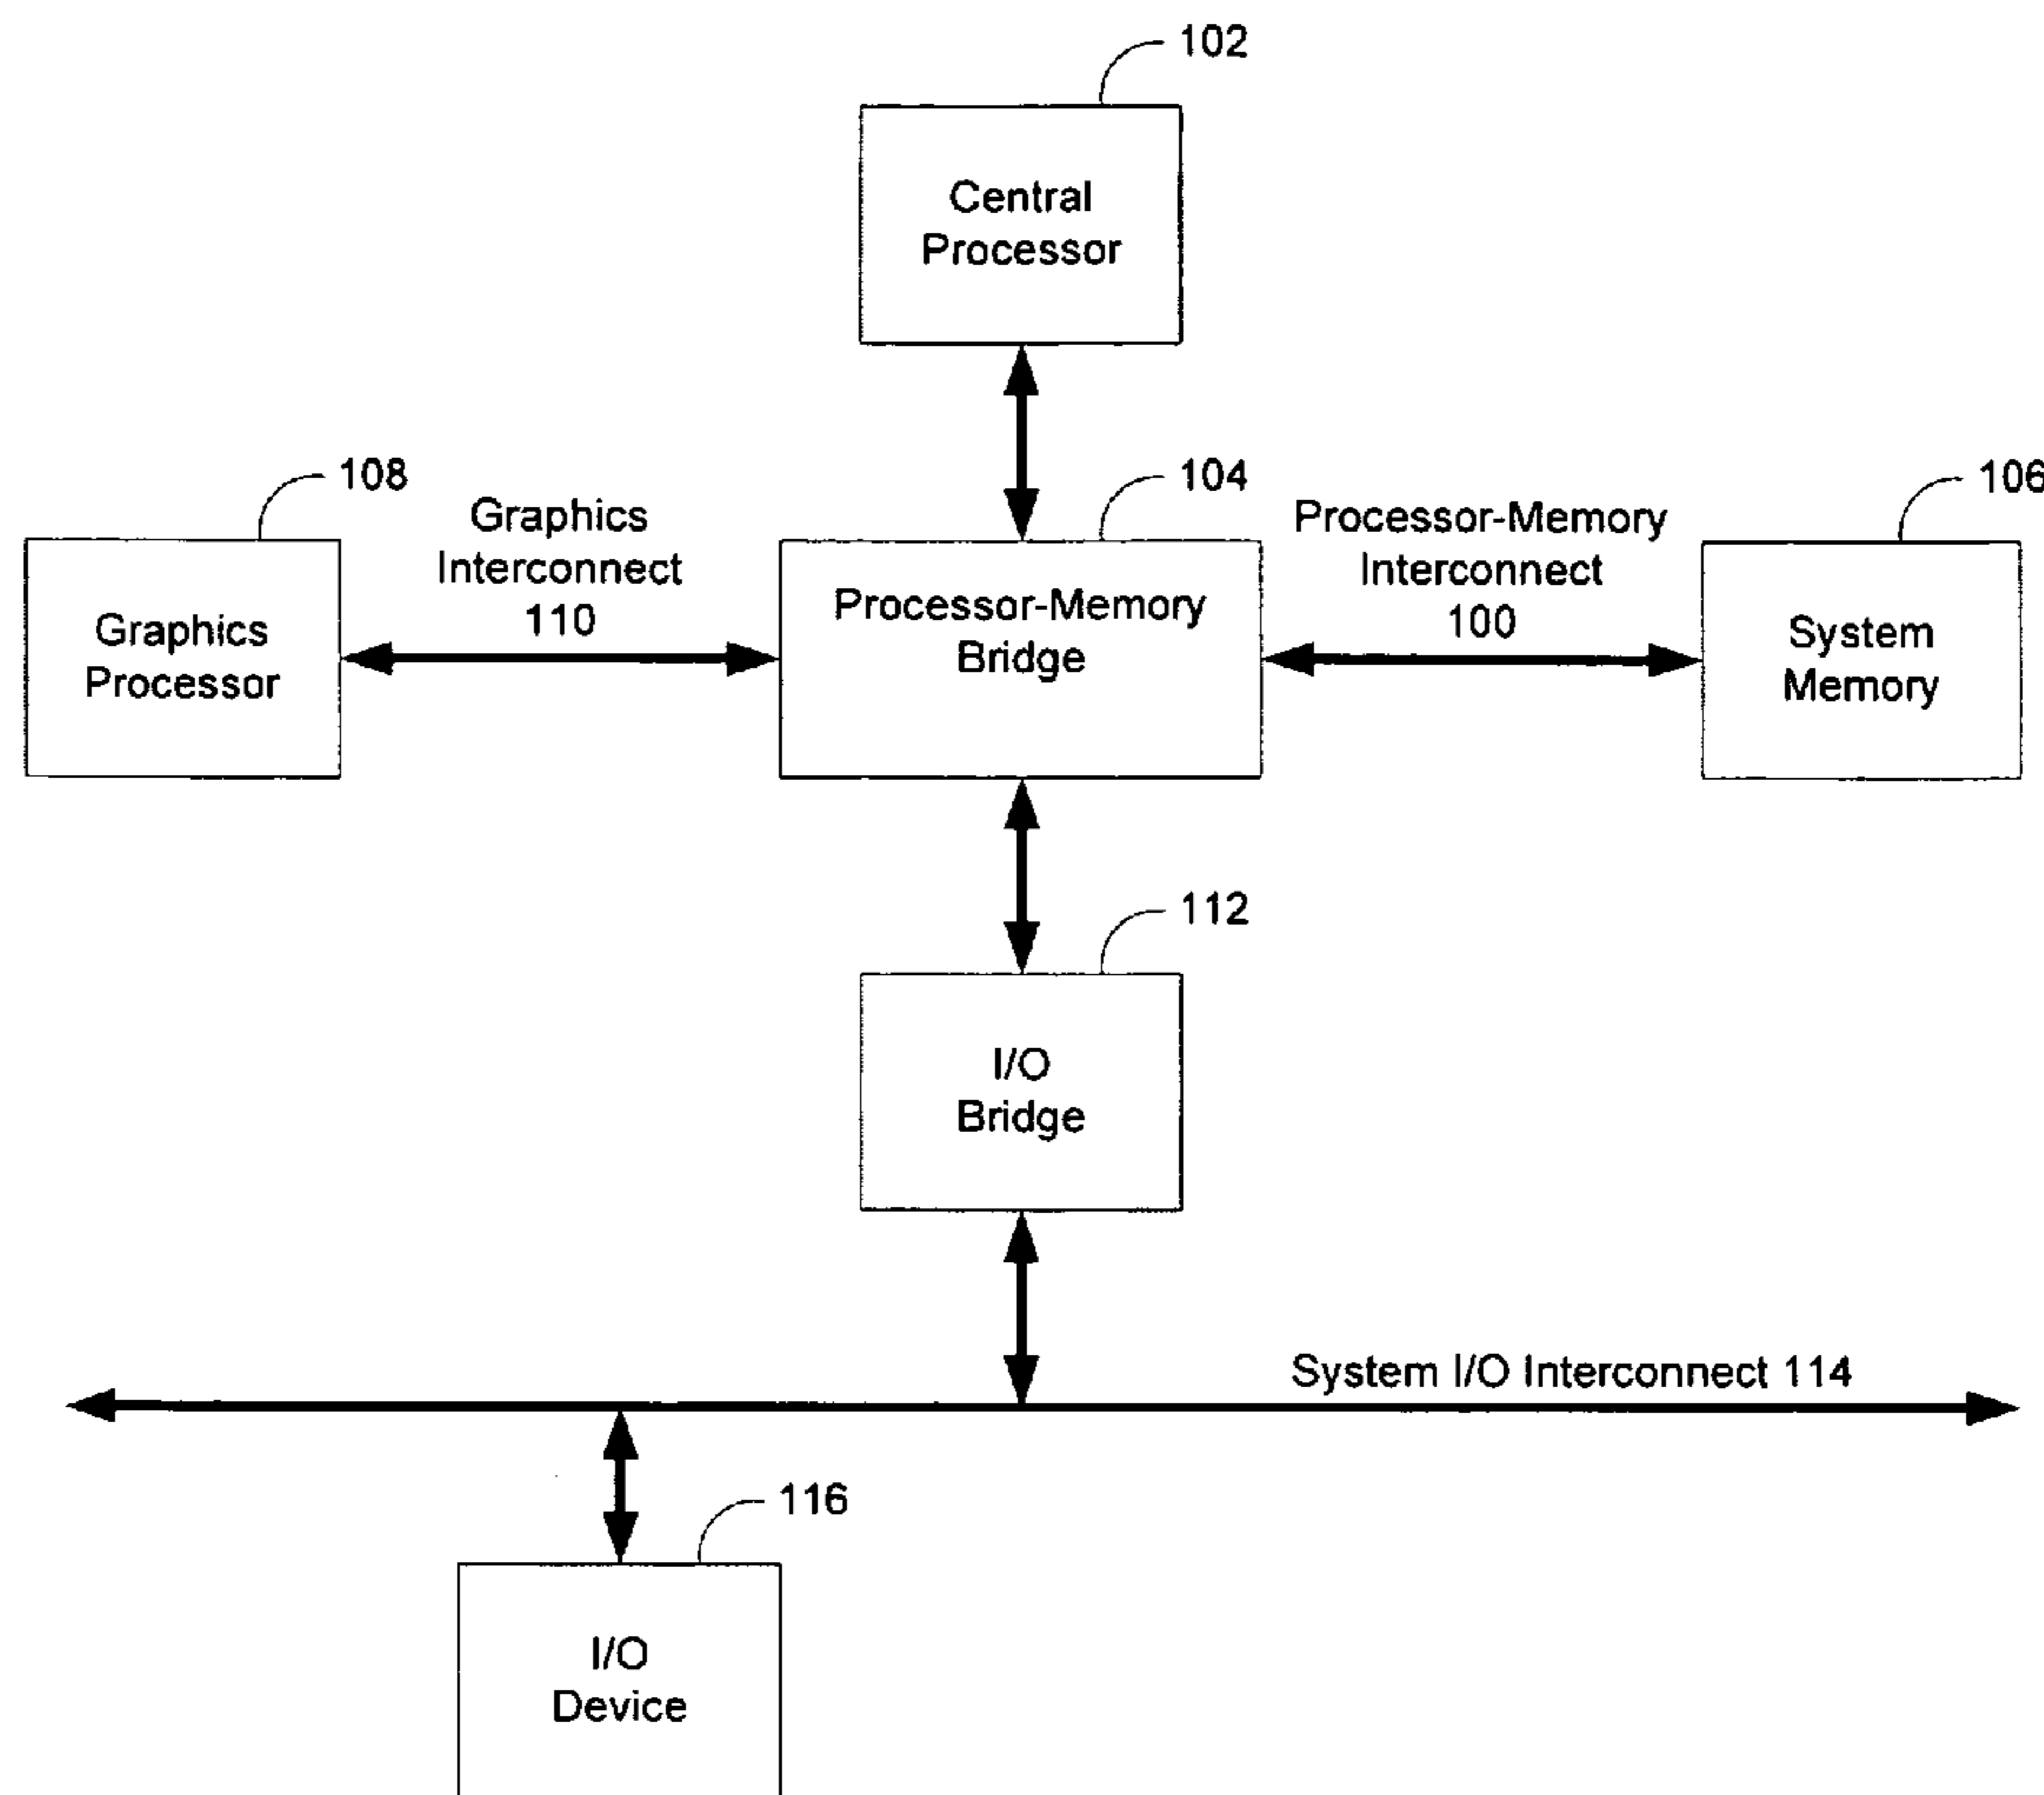 102
Central
Processor
108
104
106
Graphics
Interconnect
110
Processor-Memory
Interconnect
100
Graphics
Processor
Processor-Memory
Bridge
System
Memory
112
I/O
Bridge
System I/O Interconnect 114
116
I/O
Device